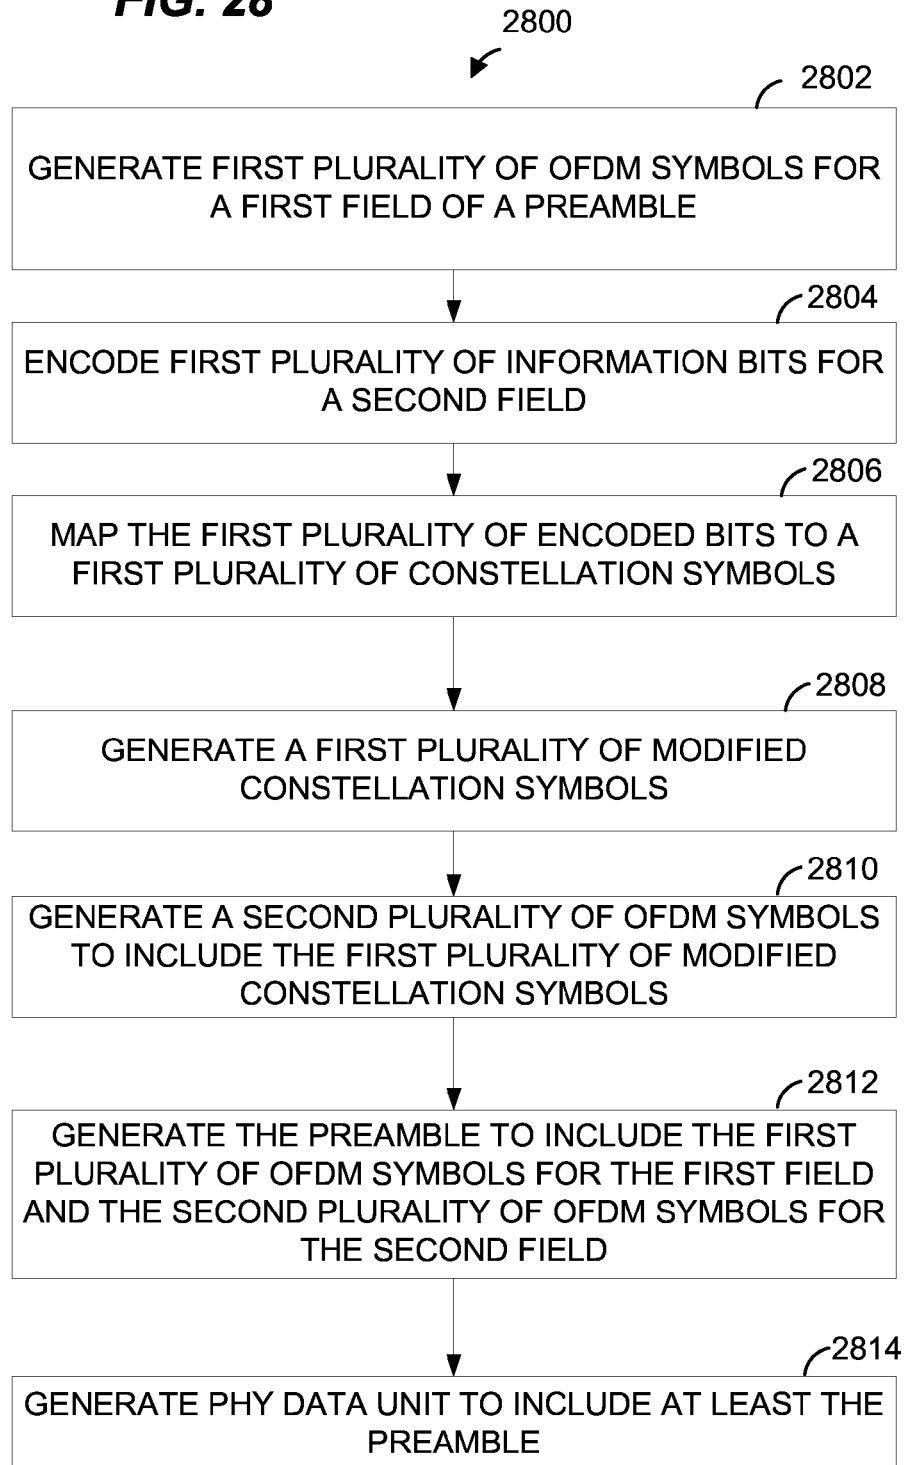 FIG. 28
2800
2802
GENERATE FIRST PLURALITY OF OFDM SYMBOLS FOR
A FIRST FIELD OF A PREAMBLE
2804
ENCODE FIRST PLURALITY OF INFORMATION BITS FOR
A SECOND FIELD
2806
MAP THE FIRST PLURALITY OF ENCODED BITS TO A
FIRST PLURALITY OF CONSTELLATION SYMBOLS
2808
GENERATE A FIRST PLURALITY OF MODIFIED
CONSTELLATION SYMBOLS
2810
GENERATE A SECOND PLURALITY OF OFDM SYMBOLS
TO INCLUDE THE FIRST PLURALITY OF MODIFIED
CONSTELLATION SYMBOLS
2812
GENERATE THE PREAMBLE TO INCLUDE THE FIRST
PLURALITY OF OFDM SYMBOLS FOR THE FIRST FIELD
AND THE SECOND PLURALITY OF OFDM SYMBOLS FOR
THE SECOND FIELD
2814
GENERATE PHY DATA UNIT TO INCLUDE AT LEAST THE
PREAMBLE